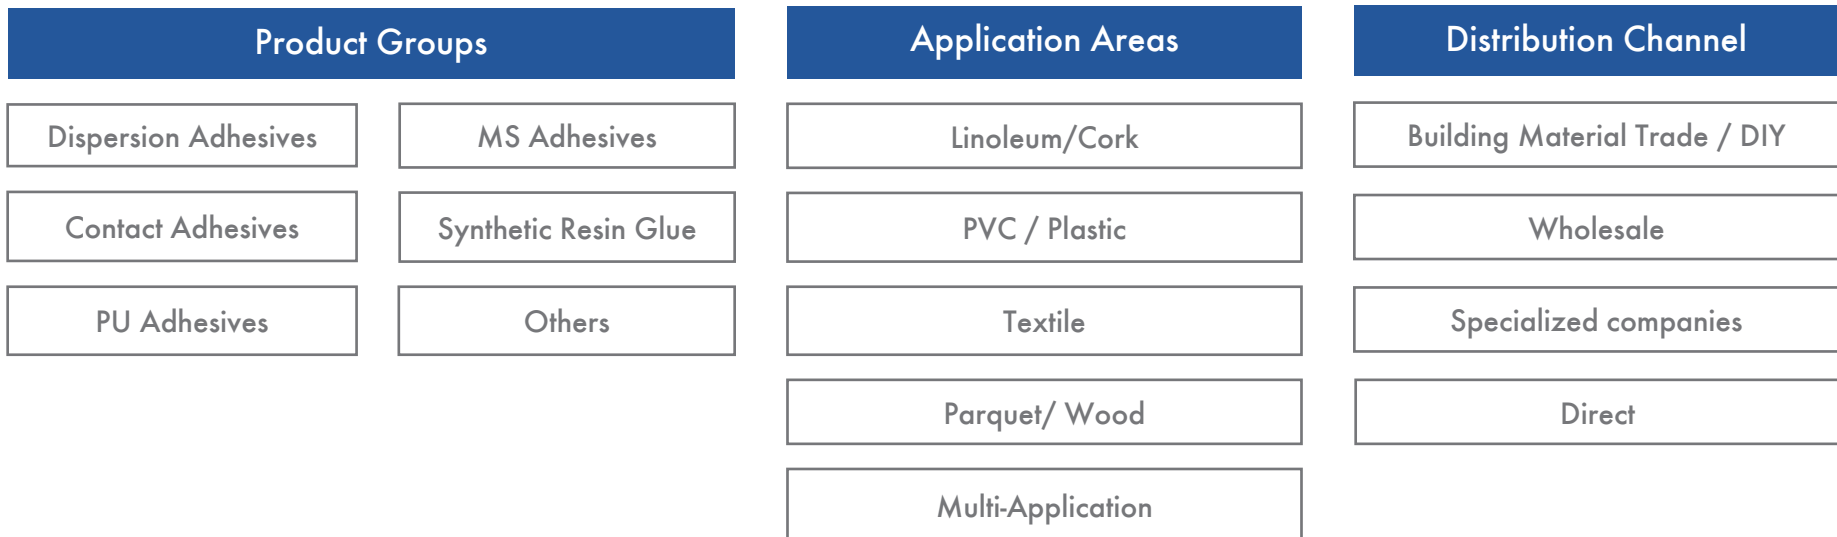 Product Groups
Dispersion Adhesives
MS Adhesives
Contact Adhesives
Synthetic Resin Glue
PU Adhesives
Others
Application Areas
Linoleum/Cork
PVC / Plastic
Textile
Parquet/ Wood
Multi-Application
Distribution Channel
Building Material Trade / DIY
Wholesale
Specialized companies
Direct